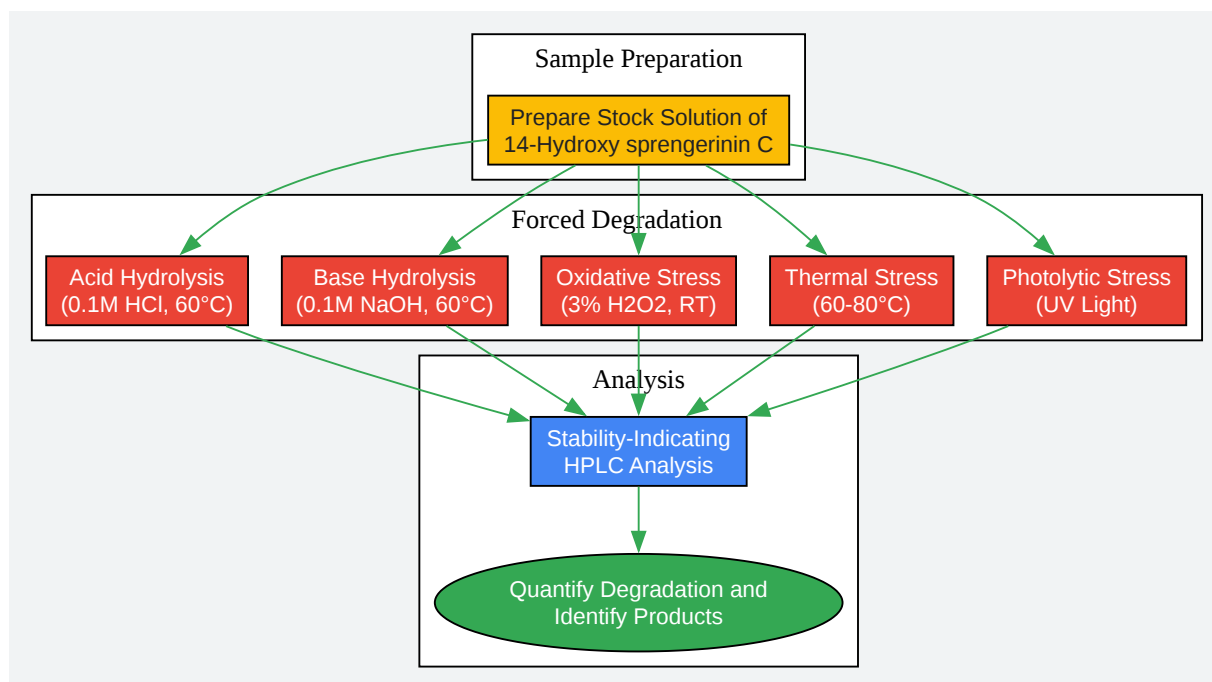 Sample Preparation
Prepare Stock Solution of
14-Hydroxy sprengerinin C
Forced Degradation
Acid Hydrolysis
(0.1M HCl, 60°C)
Base Hydrolysis
(0.1M NaOH, 60°C)
Oxidative Stress
(3% H2O2, RT)
Thermal Stress
(60-80°C)
Photolytic Stress
(UV Light)
Analysis
Stability-Indicating
HPLC Analysis
Quantify Degradation and
Identify Products